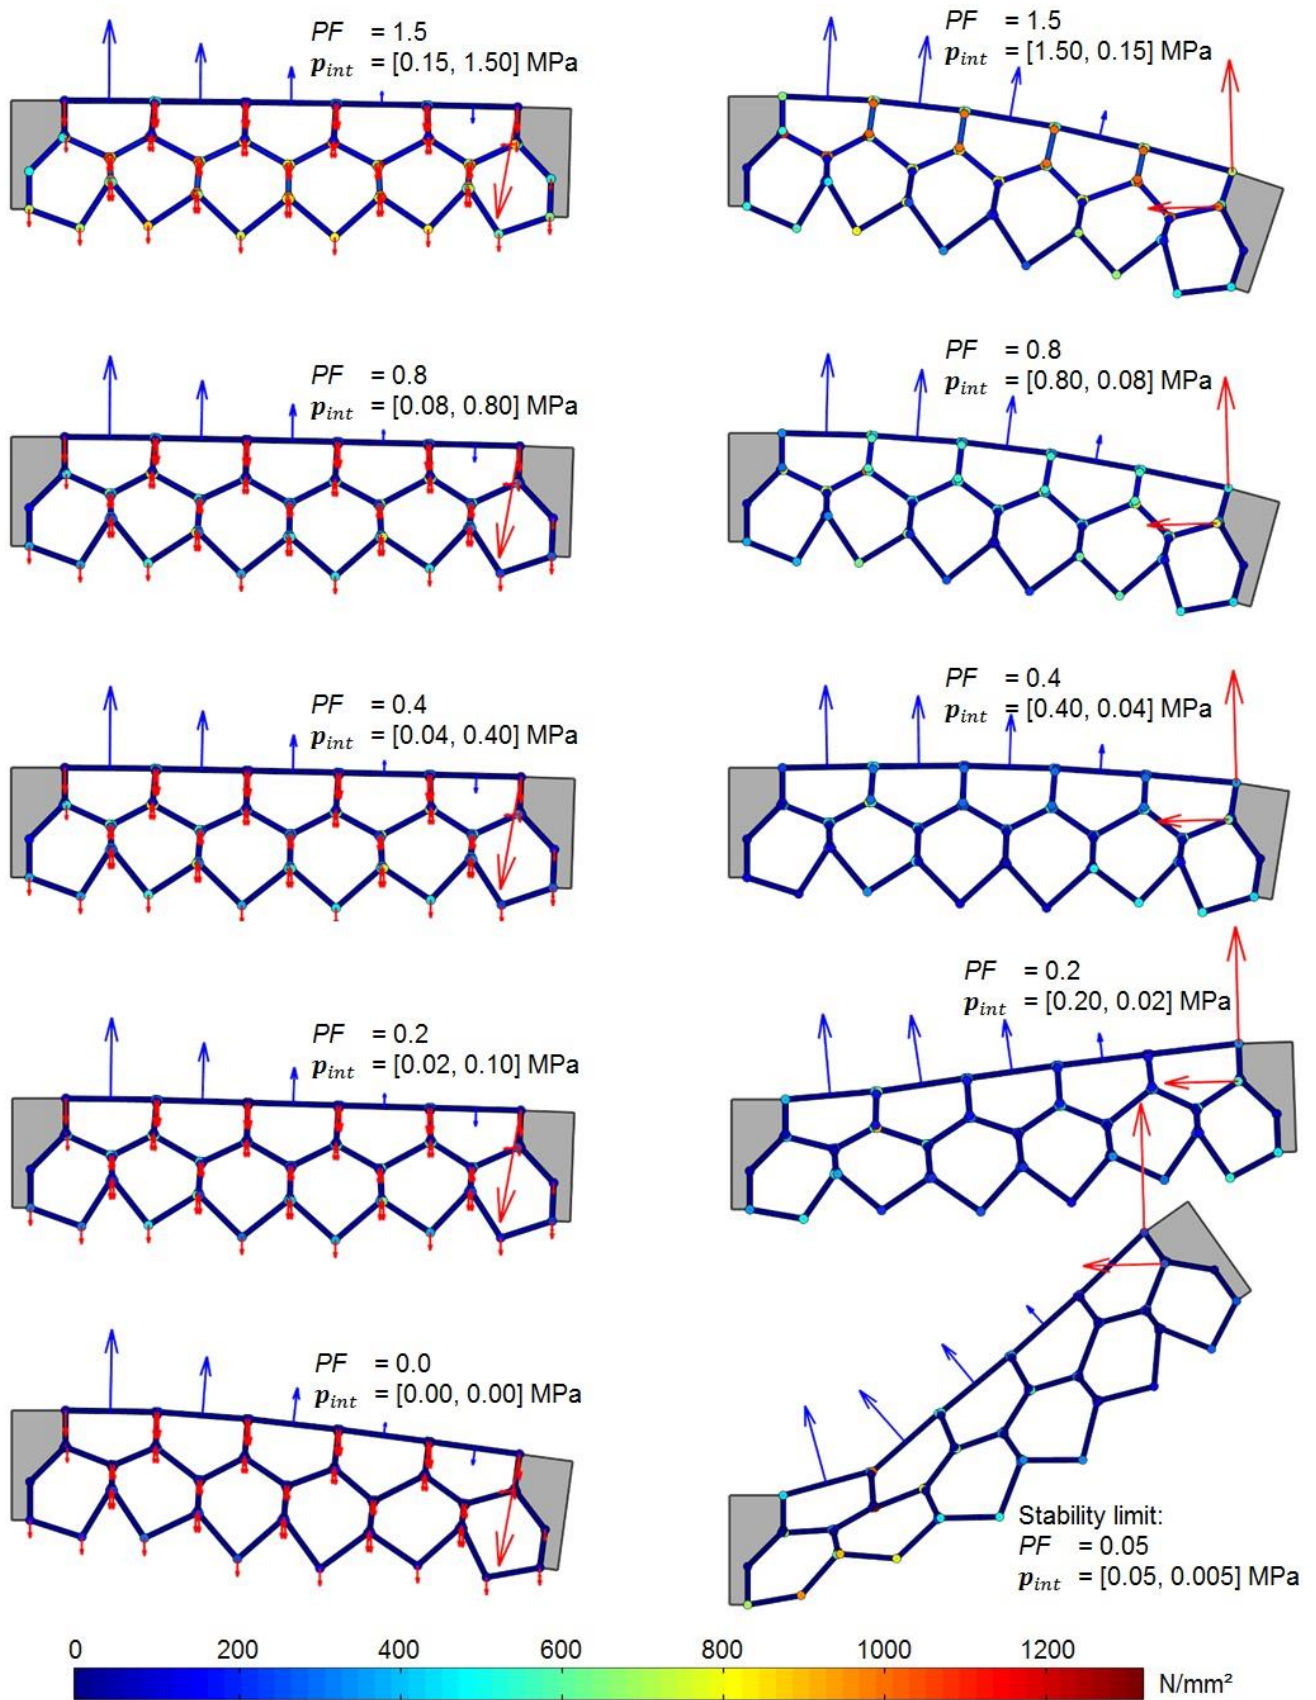 PF = 1.5
p_int = [0.15, 1.50] MPa
PF = 1.5
p_int = [1.50, 0.15] MPa
PF = 0.8
p_int = [0.08, 0.80] MPa
PF = 0.8
p_int = [0.80, 0.08] MPa
PF = 0.4
p_int = [0.04, 0.40] MPa
PF = 0.4
p_int = [0.40, 0.04] MPa
PF = 0.2
p_int = [0.02, 0.10] MPa
PF = 0.2
p_int = [0.20, 0.02] MPa
PF = 0.0
p_int = [0.00, 0.00] MPa
Stability limit:
PF = 0.05
p_int = [0.05, 0.005] MPa
0 200 400 600 800 1000 1200
N/mm²